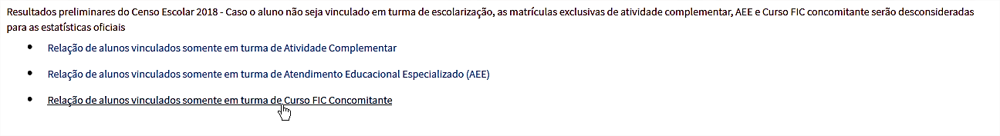 Resultados preliminares do Censo Escolar 2018 - Caso o aluno não seja vinculado em turma de escolarização, as matrículas exclusivas de atividade complementar, AEE e Curso FIC concomitante serão desconsideradas
para as estatísticas oficiais
• Relação de alunos vinculados somente em turma de Atividade Complementar
• Relação de alunos vinculados somente em turma de Atendimento Educacional Especializado (AEE)
• Relação de alunos vinculados somente em turma de Curso FIC Concomitante